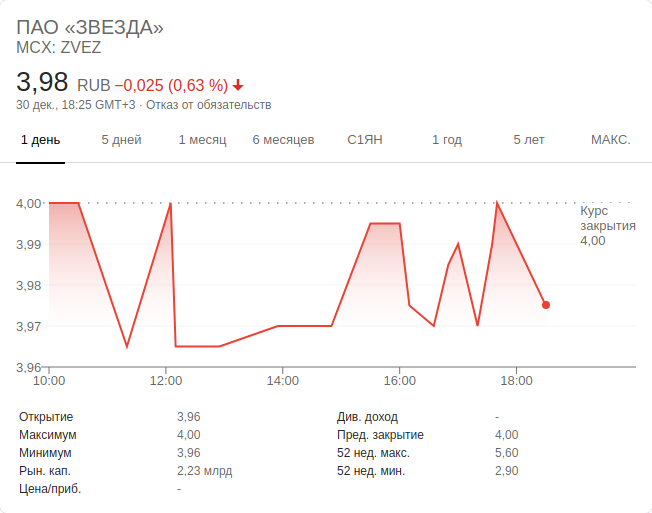 ПАО «ЗВЕЗДА»
MCX: ZVEZ
3,98 RUB −0,025 (0,63 %)
30 дек., 18:25 GMT+3 · Отказ от обязательств
1 день 5 дней 1 месяц 6 месяцев С1ЯН 1 год 5 лет МАКС.
4,00
Курс
закрытия
4,00
3,99
3,98
3,97
3,96
10:00 12:00 14:00 16:00 18:00
Открытие 3,96 Див. доход -
Максимум 4,00 Пред. закрытие 4,00
Минимум 3,96 52 нед. макс. 5,60
Рын. кап. 2,23 млрд 52 нед. мин. 2,90
Цена/приб. -